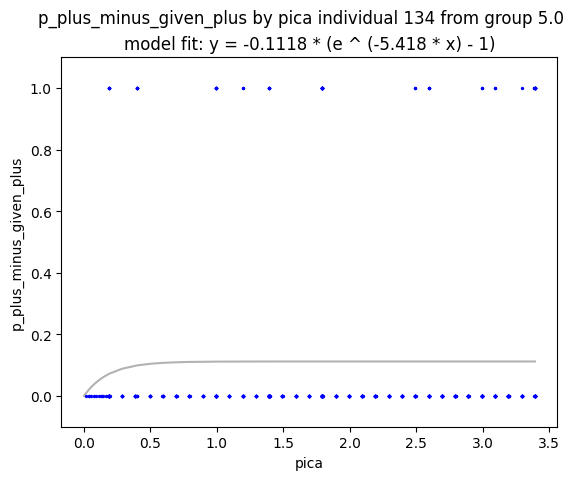 p_plus_minus_given_plus by pica individual 134 from group 5.0
model fit: y = -0.1118 * (e ^ (-5.418 * x) - 1)
p_plus_minus_given_plus
1.0
0.8
0.6
0.4
0.2
0.0
0.0 0.5 1.0 1.5 2.0 2.5 3.0 3.5
pica